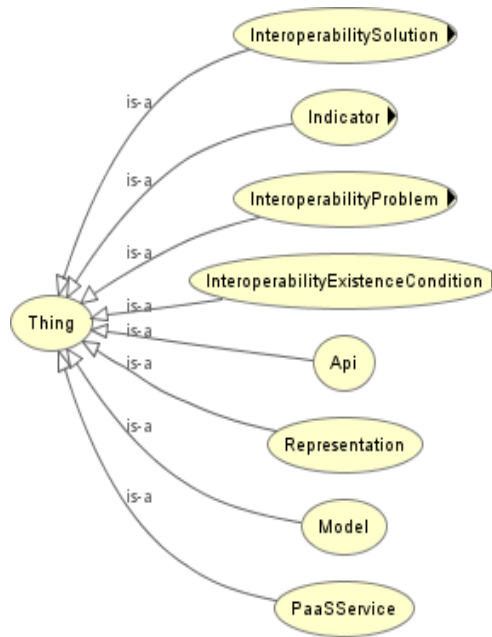 InteroperabilitySolution
is-a
Indicator
is-a
InteroperabilityProblem
is-a
InteroperabilityExistenceCondition
is-a
Thing
is-a
Api
is-a
Representation
is-a
Model
is-a
PaaSService